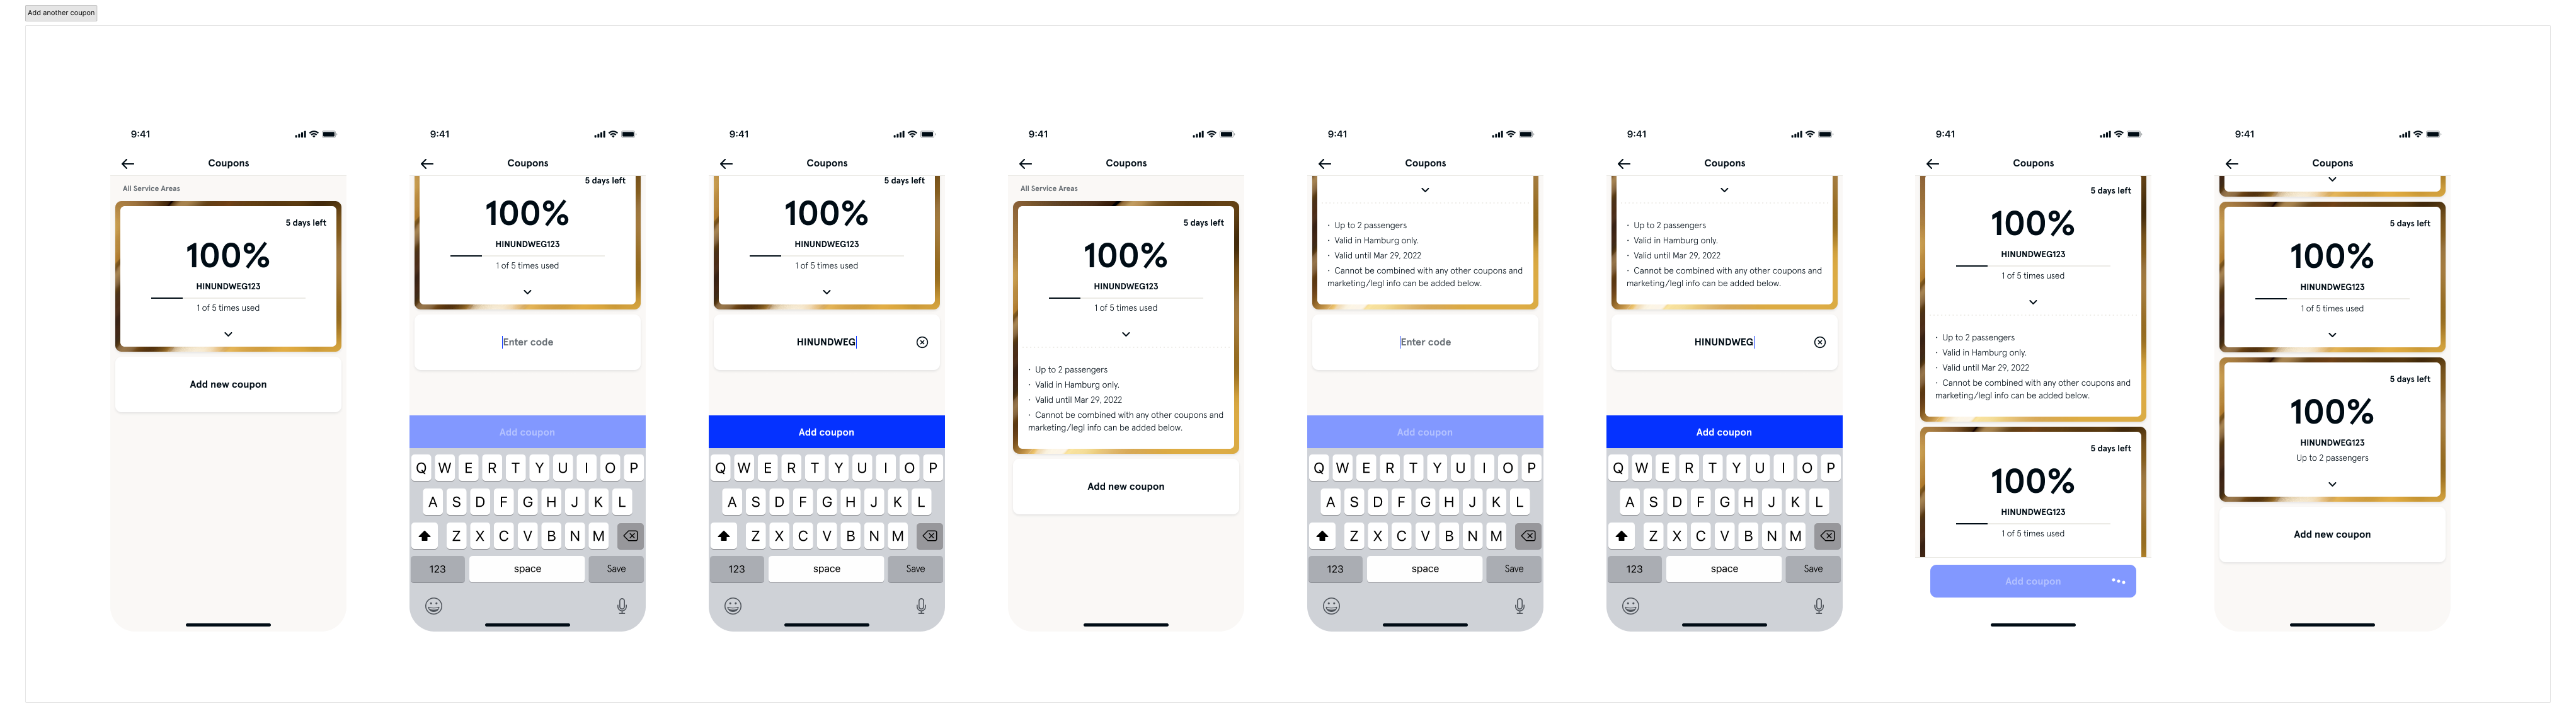 Add another coupon
9:41
Coupons
All Service Areas
5 days left
100%
HINUNDWEG123
1 of 5 times used
Add new coupon
9:41
Coupons
5 days left
100%
HINUNDWEG123
1 of 5 times used
Enter code
Add coupon
Q W E R T Y U I O P
A S D F G H J K L
Z X C V B N M
123 space Save
9:41
Coupons
5 days left
100%
HINUNDWEG123
1 of 5 times used
HINUNDWEG
Add coupon
Q W E R T Y U I O P
A S D F G H J K L
Z X C V B N M
123 space Save
9:41
Coupons
All Service Areas
5 days left
100%
HINUNDWEG123
1 of 5 times used
· Up to 2 passengers
· Valid in Hamburg only.
· Valid until Mar 29, 2022
· Cannot be combined with any other coupons and
marketing/legl info can be added below.
Add new coupon
9:41
Coupons
· Up to 2 passengers
· Valid in Hamburg only.
· Valid until Mar 29, 2022
· Cannot be combined with any other coupons and
marketing/legl info can be added below.
Enter code
Add coupon
Q W E R T Y U I O P
A S D F G H J K L
Z X C V B N M
123 space Save
9:41
Coupons
· Up to 2 passengers
· Valid in Hamburg only.
· Valid until Mar 29, 2022
· Cannot be combined with any other coupons and
marketing/legl info can be added below.
HINUNDWEG
Add coupon
Q W E R T Y U I O P
A S D F G H J K L
Z X C V B N M
123 space Save
9:41
Coupons
5 days left
100%
HINUNDWEG123
1 of 5 times used
· Up to 2 passengers
· Valid in Hamburg only.
· Valid until Mar 29, 2022
· Cannot be combined with any other coupons and
marketing/legl info can be added below.
5 days left
100%
HINUNDWEG123
1 of 5 times used
Add coupon
9:41
Coupons
5 days left
100%
HINUNDWEG123
1 of 5 times used
5 days left
100%
HINUNDWEG123
Up to 2 passengers
Add new coupon